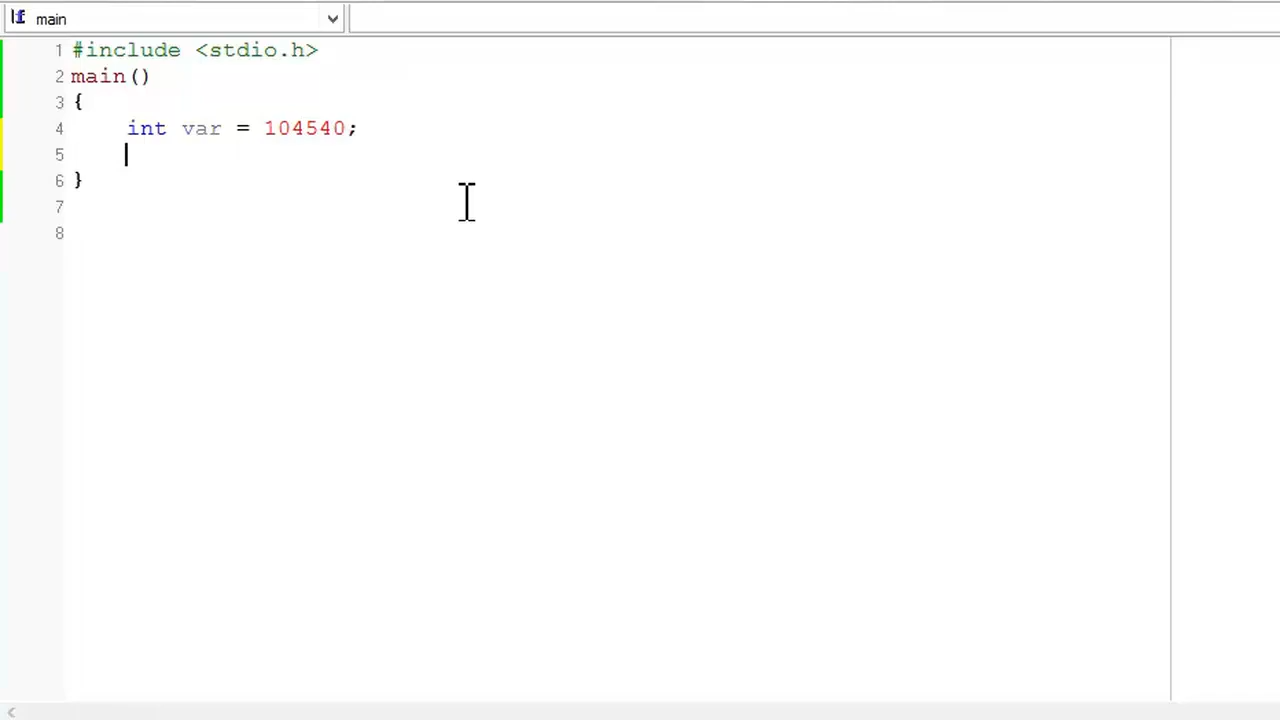 main
1 #include <stdio.h>
2 main()
3 {
4     int var = 104540;
5
6 }
7
8